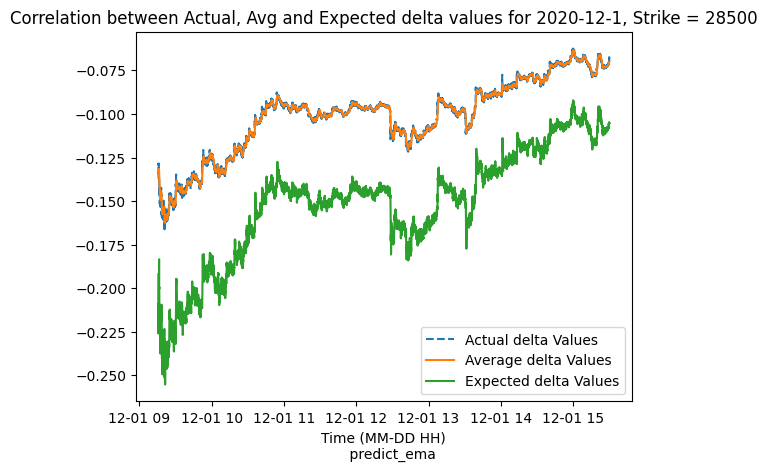 Correlation between Actual, Avg and Expected delta values for 2020-12-1, Strike = 28500
−0.075
−0.100
−0.125
−0.150
−0.175
−0.200
−0.225
−0.250
Actual delta Values
Average delta Values
Expected delta Values
12-01 09 12-01 10 12-01 11 12-01 12 12-01 13 12-01 14 12-01 15
Time (MM-DD HH)
predict_ema